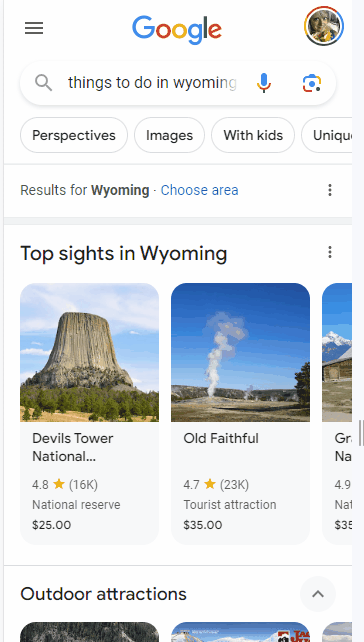 Google
things to do in wyoming
Perspectives
Images
With kids
Uniqu
Results for Wyoming · Choose area
Top sights in Wyoming
Devils Tower
National...
4.8 (16K)
National reserve
$25.00
Old Faithful
4.7 (23K)
Tourist attraction
$35.00
Gra
Na
4.9
Nat
$35
Outdoor attractions